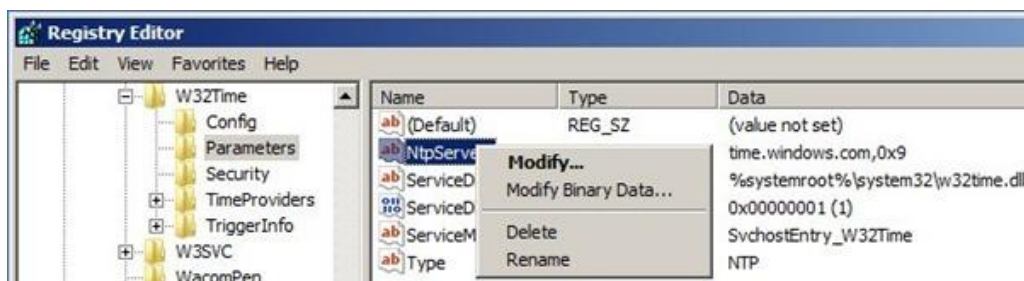 Registry Editor
File Edit View Favorites Help
W32Time
Config
Parameters
Security
TimeProviders
TriggerInfo
W3SVC
WacomPen
Name Type Data
(Default) REG_SZ (value not set)
NtpServe time.windows.com,0x9
ServiceD %systemroot%\system32\w32time.dll
ServiceD 0x00000001 (1)
ServiceM SvchostEntry_W32Time
Type NTP
Modify...
Modify Binary Data...
Delete
Rename